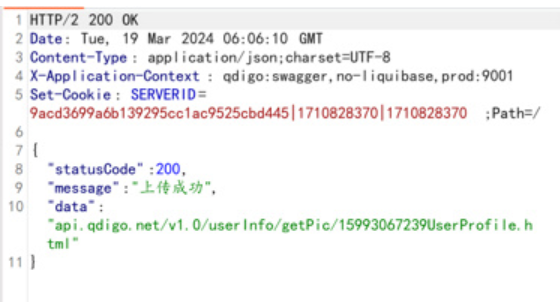 1 HTTP/2 200 OK
2 Date: Tue, 19 Mar 2024 06:06:10 GMT
3 Content-Type: application/json;charset=UTF-8
4 X-Application-Context: qdigo:swagger,no-liquibase,prod:9001
5 Set-Cookie: SERVERID=
9acd3699a6b139295cc1ac9525cbd445|1710828370|1710828370 ;Path=/
6
7 {
8 "statusCode":200,
9 "message":"上传成功",
10 "data":
"api.qdigo.net/v1.0/userInfo/getPic/15993067239UserProfile.h
tml"
11 }